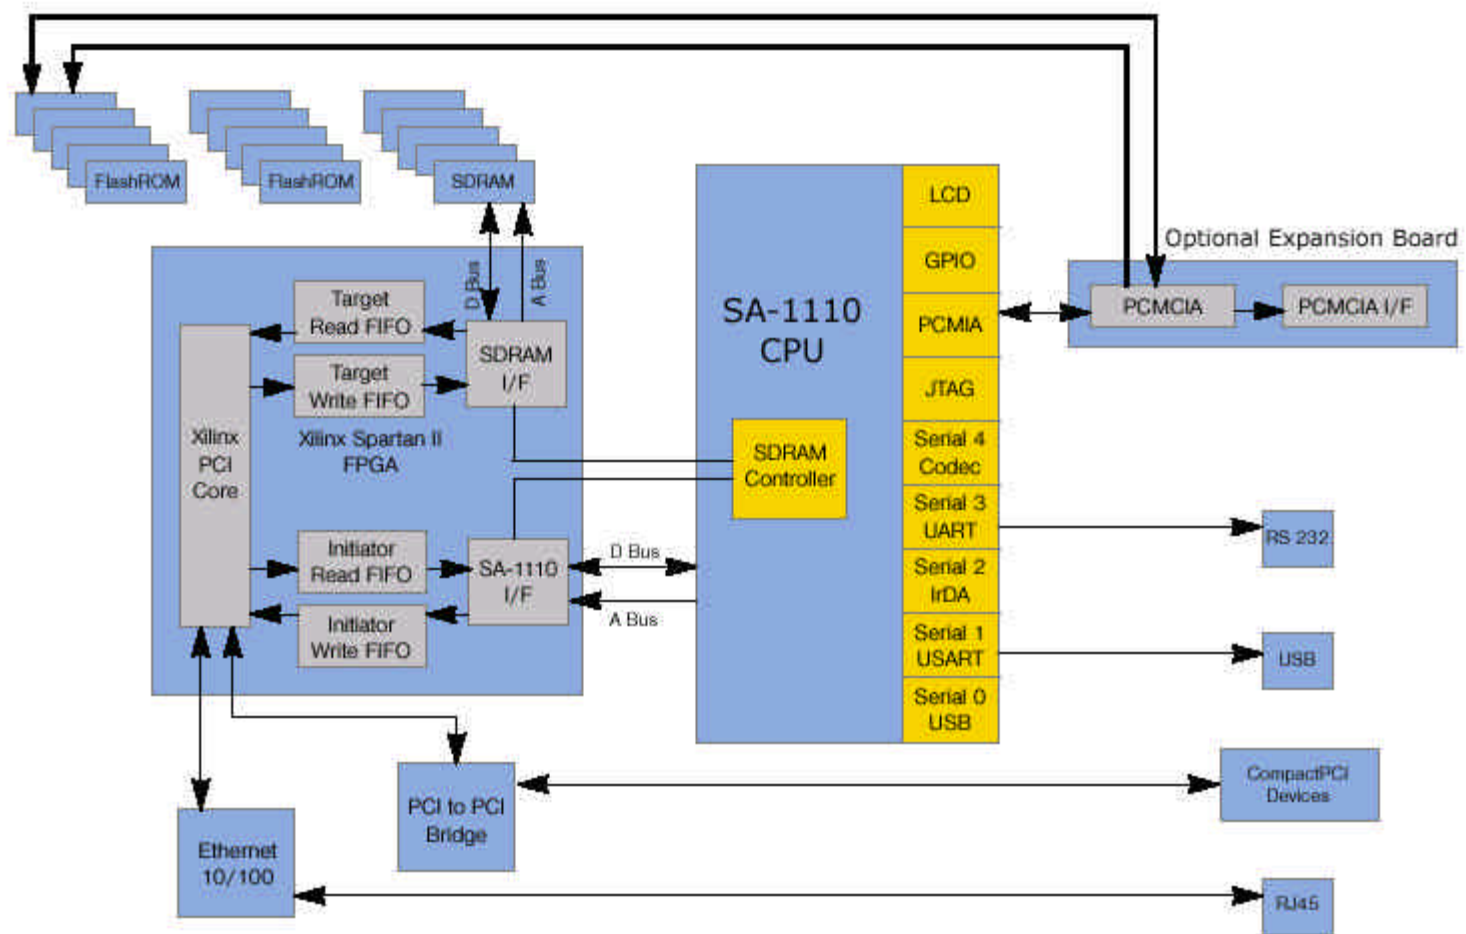 FlashROM
FlashROM
SDRAM
D Bus
A Bus
LCD
GPIO
PCMIA
JTAG
Serial 4
Codec
Serial 3
UART
Serial 2
IrDA
Serial 1
USART
Serial 0
USB
SA-1110
CPU
SDRAM
Controller
Optional Expansion Board
PCMCIA
PCMCIA I/F
Target
Read FIFO
Target
Write FIFO
SDRAM
I/F
Xilinx
PCI
Core
Xilinx Spartan II
FPGA
Initiator
Read FIFO
Initiator
Write FIFO
SA-1110
I/F
D Bus
A Bus
RS 232
USB
PCI to PCI
Bridge
CompactPCI
Devices
Ethernet
10/100
RJ45